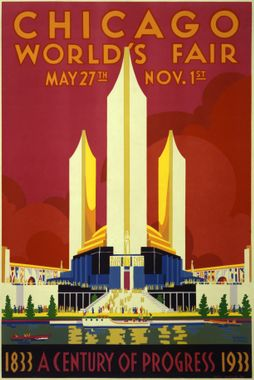 CHICAGO
WORLD'S FAIR
MAY 27TH NOV. 1ST
1833 A CENTURY OF PROGRESS 1933